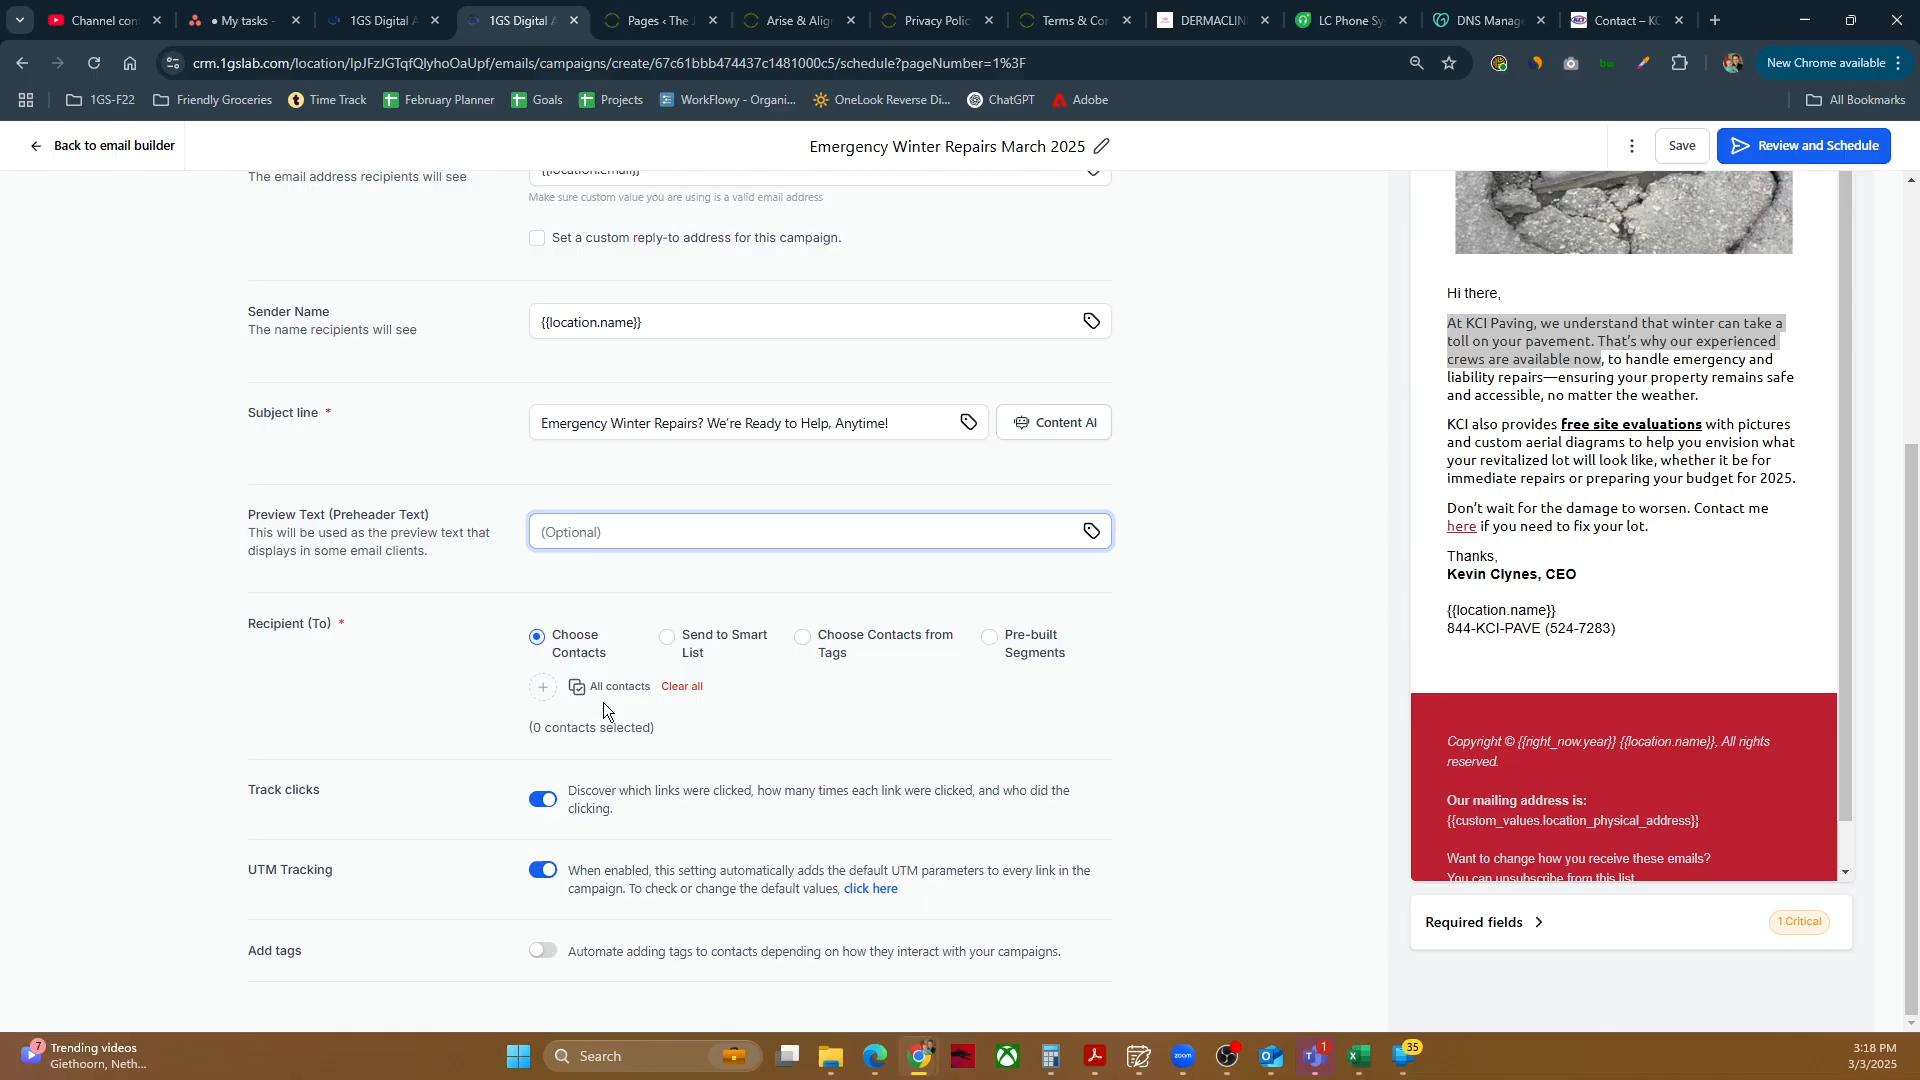 Channel con
• My tasks -
1GS Digital A
1GS Digital A
Pages ‹ The J
Arise & Align
Privacy Polic
Terms & Con
DERMACLIN
LC Phone Sy
DNS Manag
Contact – KC
crm.1gslab.com/location/lpJFzJGTqfQlyhoOaUpf/emails/campaigns/create/67c61bbb474437c1481000c5/schedule?pageNumber=1%3F
New Chrome available
1GS-F22
Friendly Groceries
Time Track
February Planner
Goals
Projects
WorkFlowy - Organi...
OneLook Reverse Di...
ChatGPT
Adobe
All Bookmarks
Back to email builder
Emergency Winter Repairs March 2025
Save
Review and Schedule
The email address recipients will see
{{location.email}}
Make sure custom value you are using is a valid email address
Set a custom reply-to address for this campaign.
Sender Name
The name recipients will see
{{location.name}}
Subject line *
Emergency Winter Repairs? We're Ready to Help, Anytime!
Content AI
Preview Text (Preheader Text)
This will be used as the preview text that
displays in some email clients.
(Optional)
Recipient (To) *
Choose
Contacts
Send to Smart
List
Choose Contacts from
Tags
Pre-built
Segments
All contacts
Clear all
(0 contacts selected)
Track clicks
Discover which links were clicked, how many times each link were clicked, and who did the
clicking.
UTM Tracking
When enabled, this setting automatically adds the default UTM parameters to every link in the
campaign. To check or change the default values, click here
Add tags
Automate adding tags to contacts depending on how they interact with your campaigns.
Hi there,
At KCI Paving, we understand that winter can take a
toll on your pavement. That's why our experienced
crews are available now, to handle emergency and
liability repairs—ensuring your property remains safe
and accessible, no matter the weather.
KCI also provides free site evaluations with pictures
and custom aerial diagrams to help you envision what
your revitalized lot will look like, whether it be for
immediate repairs or preparing your budget for 2025.
Don't wait for the damage to worsen. Contact me
here if you need to fix your lot.
Thanks,
Kevin Clynes, CEO
{{location.name}}
844-KCI-PAVE (524-7283)
Copyright © {{right_now.year}} {{location.name}}, All rights
reserved.
Our mailing address is:
{{custom_values.location_physical_address}}
Want to change how you receive these emails?
You can unsubscribe from this list
Required fields
1 Critical
7
Trending videos
Giethoorn, Neth...
Search
zoom
1
35
3:18 PM
3/3/2025